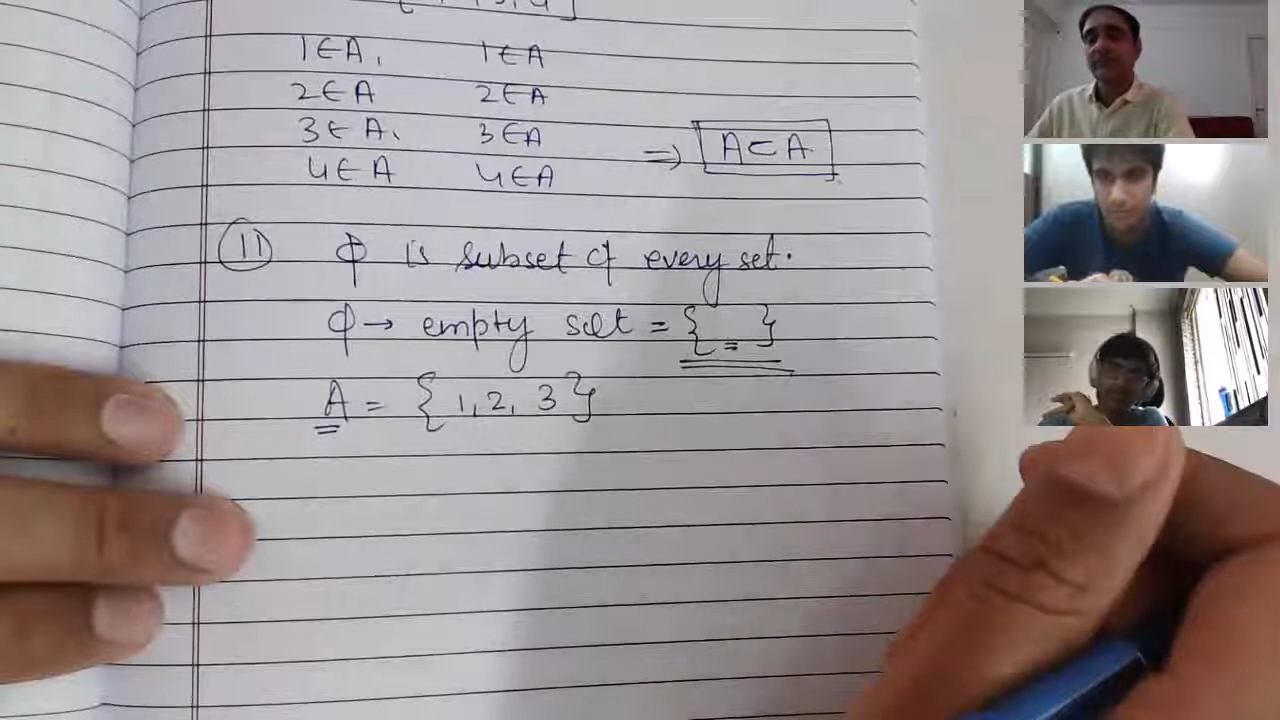 1∈A, 1∈A
2∈A 2∈A
3∈A, 3∈A
4∈A 4∈A ⇒ A⊂A
(11) ϕ is subset of every set.
ϕ → empty set = { = }
A = { 1, 2, 3 }